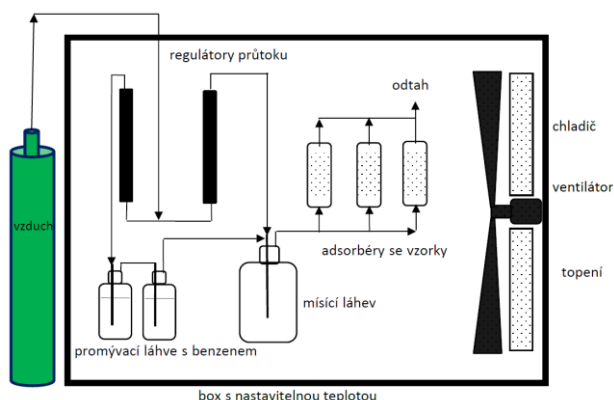 regulátory průtoku
odtah
chladič
ventilátor
vzduch
adsorbéry se vzorky
topení
mísící láhev
promývací láhve s benzenem
box s nastavitelnou teplotou